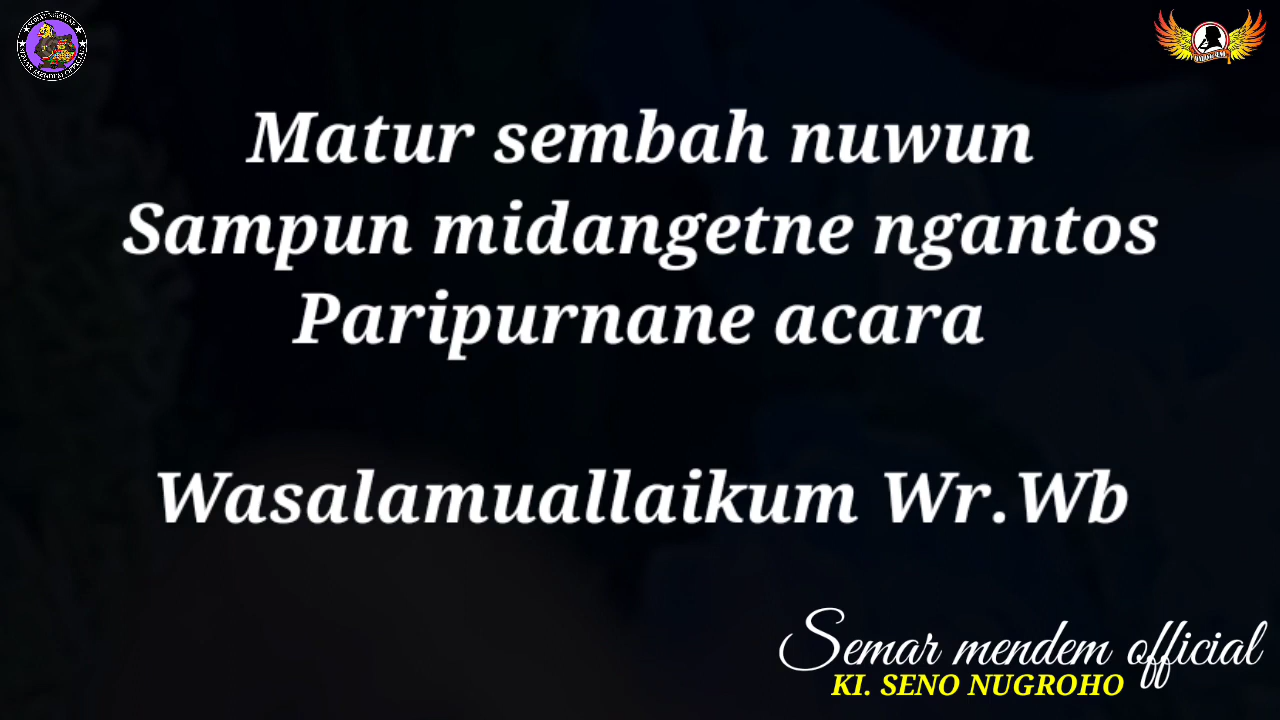 Matur sembah nuwun
Sampun midangetne ngantos
Paripurnane acara
Wasalamuallaikum Wr.Wb
Semar mendem official
KI. SENO NUGROHO